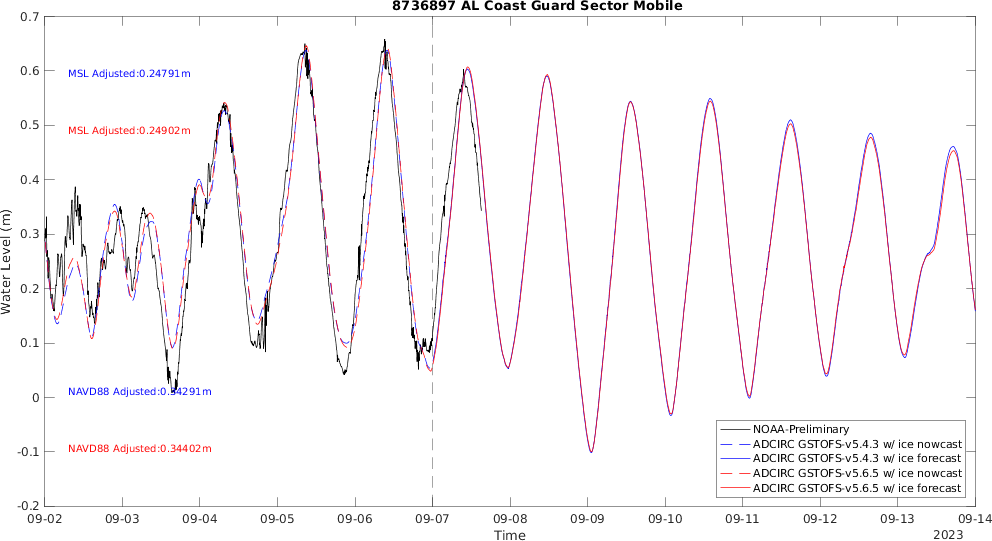 8736897 AL Coast Guard Sector Mobile
0.7
0.6
0.5
0.4
0.3
0.2
0.1
0
-0.1
-0.2
Water Level (m)
MSL Adjusted:0.24791m
MSL Adjusted:0.24902m
NAVD88 Adjusted:0.34291m
NAVD88 Adjusted:0.34402m
NOAA-Preliminary
ADCIRC GSTOFS-v5.4.3 w/ ice nowcast
ADCIRC GSTOFS-v5.4.3 w/ ice forecast
ADCIRC GSTOFS-v5.6.5 w/ ice nowcast
ADCIRC GSTOFS-v5.6.5 w/ ice forecast
09-02 09-03 09-04 09-05 09-06 09-07 09-08 09-09 09-10 09-11 09-12 09-13 09-14
Time
2023